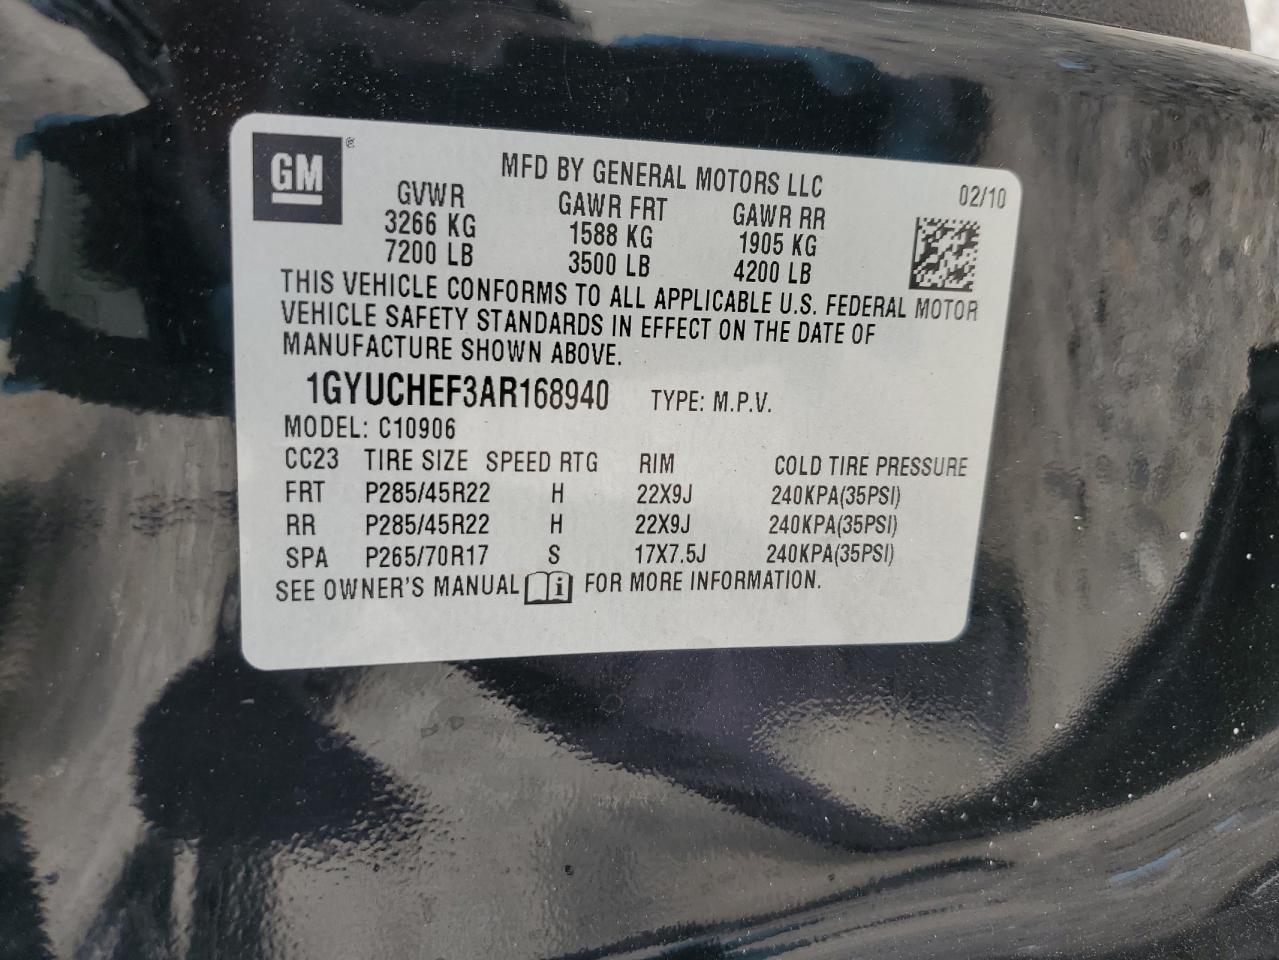 GM ®
MFD BY GENERAL MOTORS LLC
02/10
GVWR GAWR FRT GAWR RR
3266 KG 1588 KG 1905 KG
7200 LB 3500 LB 4200 LB
THIS VEHICLE CONFORMS TO ALL APPLICABLE U.S. FEDERAL MOTOR
VEHICLE SAFETY STANDARDS IN EFFECT ON THE DATE OF
MANUFACTURE SHOWN ABOVE.
1GYUCHEF3AR168940 TYPE: M.P.V.
MODEL: C10906
CC23 TIRE SIZE SPEED RTG RIM COLD TIRE PRESSURE
FRT P285/45R22 H 22X9J 240KPA(35PSI)
RR P285/45R22 H 22X9J 240KPA(35PSI)
SPA P265/70R17 S 17X7.5J 240KPA(35PSI)
SEE OWNER'S MANUAL i FOR MORE INFORMATION.